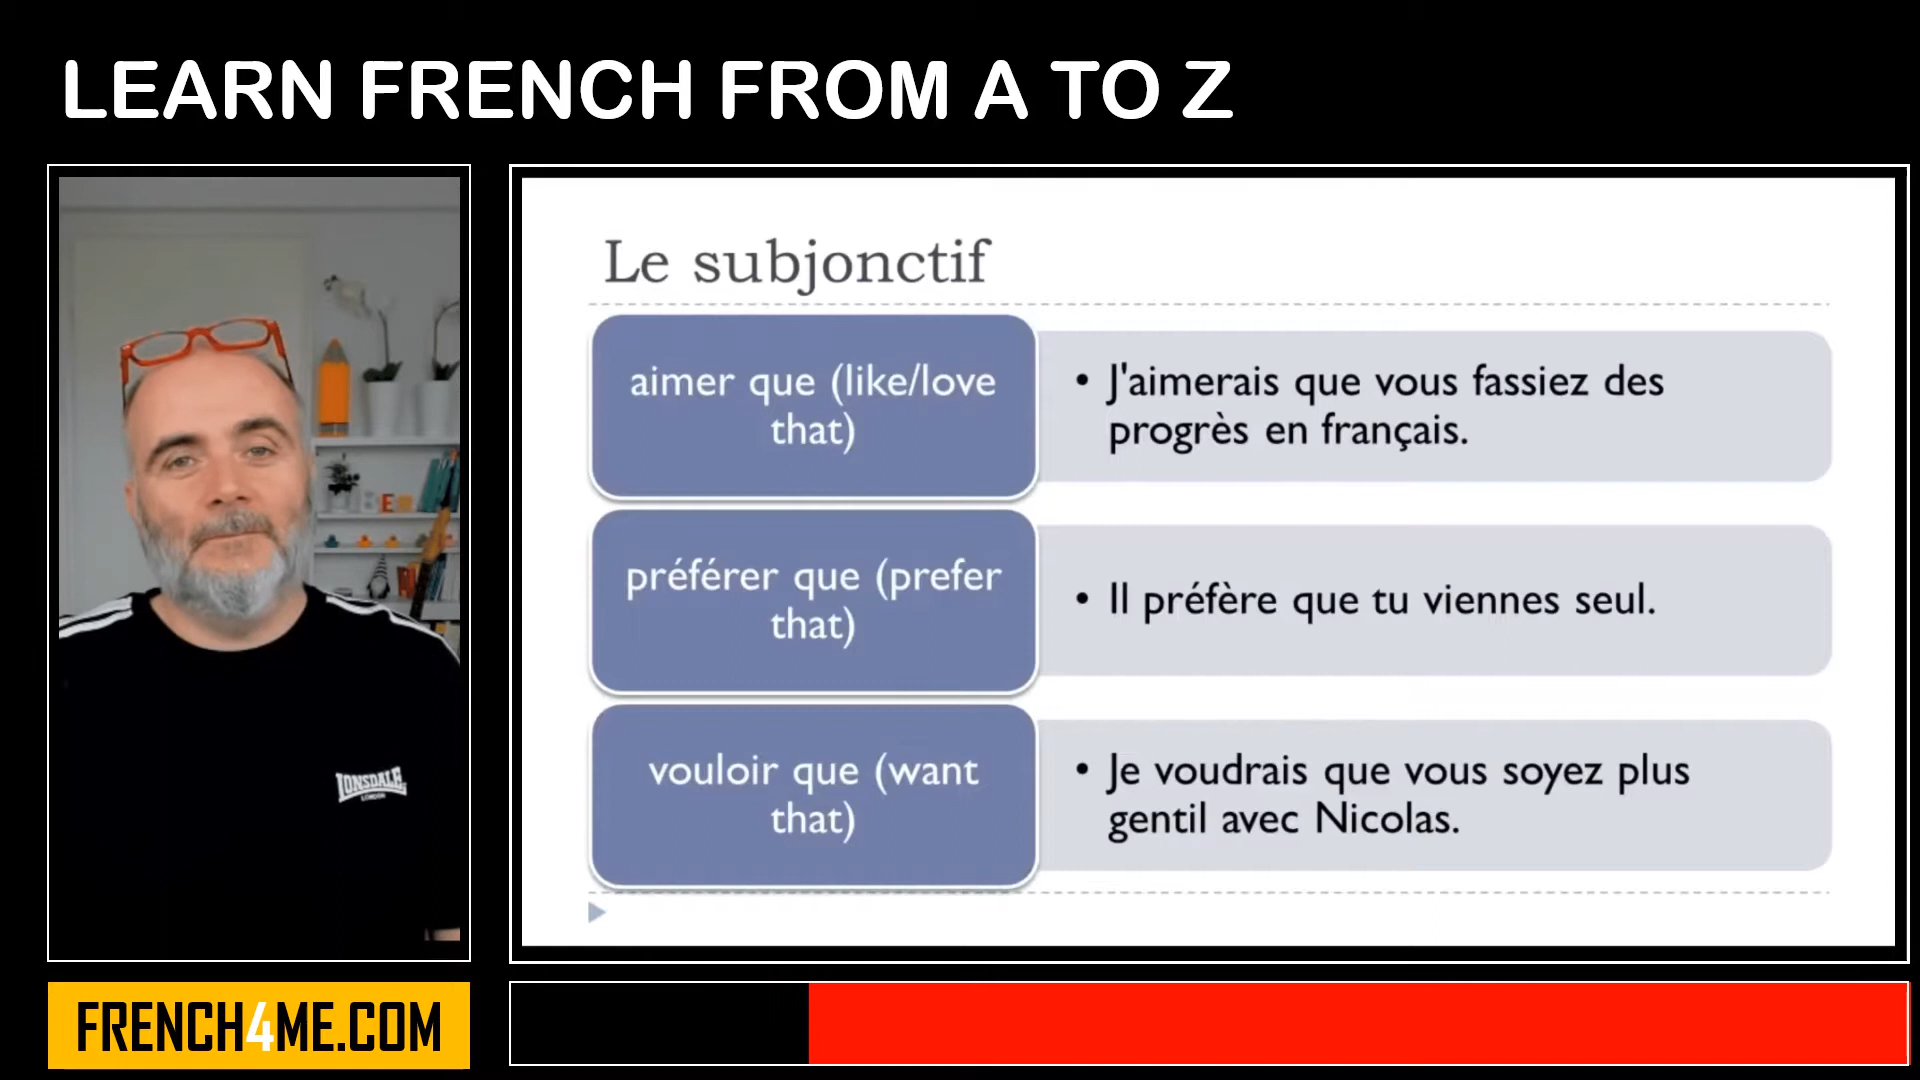 LEARN FRENCH FROM A TO Z
BE
LONSDALE
LONDON
Le subjonctif
aimer que (like/love
that)
• J'aimerais que vous fassiez des
progrès en français.
préférer que (prefer
that)
• Il préfère que tu viennes seul.
vouloir que (want
that)
• Je voudrais que vous soyez plus
gentil avec Nicolas.
FRENCH4ME.COM